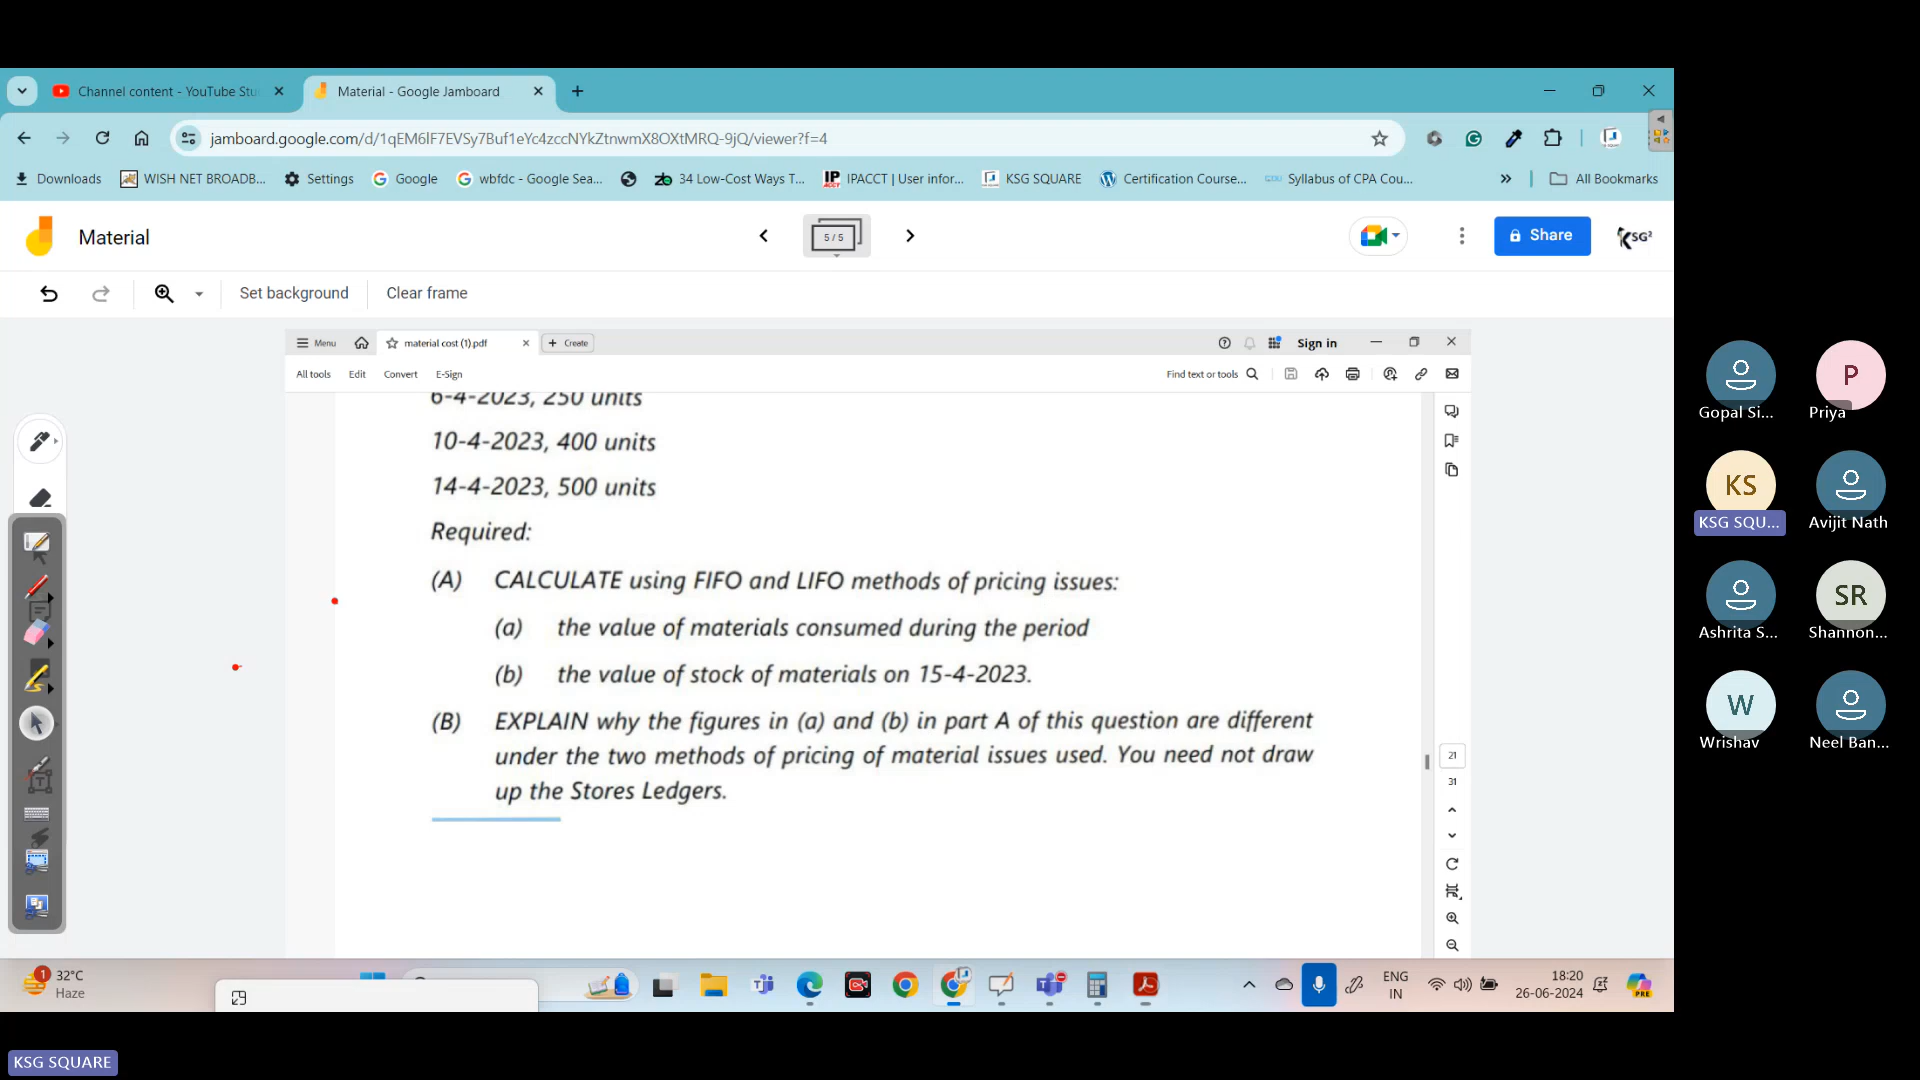 Channel content - YouTube Stu
Material - Google Jamboard
jamboard.google.com/d/1qEM6lF7EVSy7Buf1eYc4zccNYkZtnwmX8OXtMRQ-9jQ/viewer?f=4
Downloads
WISH NET BROADB...
Settings
Google
wbfdc - Google Sea...
34 Low-Cost Ways T...
IPACCT | User infor...
KSG SQUARE
Certification Course...
Syllabus of CPA Cou...
All Bookmarks
Material
5 / 5
Share
KSG²
Set background
Clear frame
Menu
material cost (1).pdf
Create
Sign in
All tools
Edit
Convert
E-Sign
Find text or tools
6-4-2023, 250 units
10-4-2023, 400 units
14-4-2023, 500 units
Required:
(A) CALCULATE using FIFO and LIFO methods of pricing issues:
(a) the value of materials consumed during the period
(b) the value of stock of materials on 15-4-2023.
(B) EXPLAIN why the figures in (a) and (b) in part A of this question are different
under the two methods of pricing of material issues used. You need not draw
up the Stores Ledgers.
21
31
Gopal Si...
P
Priya
KS
KSG SQU...
Avijit Nath
Ashrita S...
SR
Shannon...
W
Wrishav
Neel Ban...
1
32°C
Haze
ENG
IN
18:20
26-06-2024
PRE
KSG SQUARE